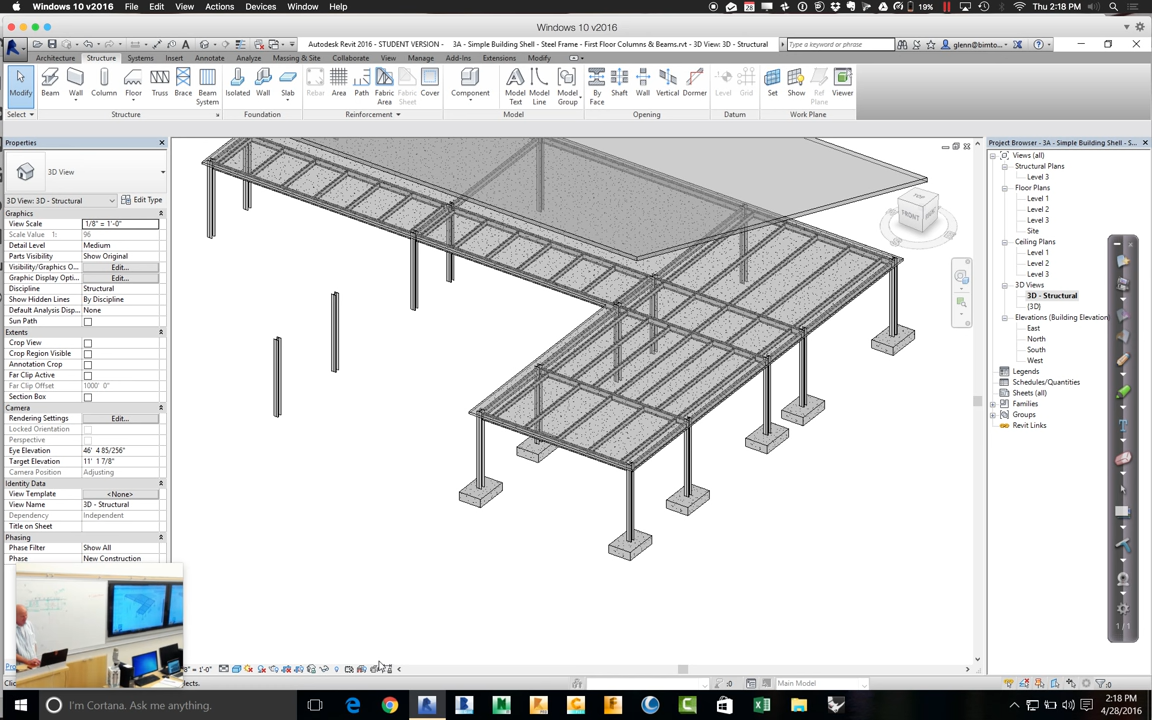 View Actions Devices Window Help
File Edit
19%
Thu 2:18 PM
Windows 10 v2016
Autodesk Revit 2016 - STUDENT VERSION - 3A - Simple Building Shell - Steel Frame - First Floor Columns & Beams.rvt - 3D View: 3D - Structural
Type a keyword or phrase
glenn@bimto...
Architecture Structure Systems Insert Annotate Analyze Massing & Site Collaborate View Manage Add-Ins Extensions Modify
Modify Beam Wall Column Floor Truss Brace Beam System Isolated Wall Slab Rebar Area Path Fabric Area Fabric Sheet Cover Component Model Text Model Line Model Group By Face Shaft Wall Vertical Dormer Level Grid Set Show Ref Plane Viewer
Select Structure Foundation Reinforcement Model Opening Datum Work Plane
Properties
3D View
3D View: 3D - Structural Edit Type
Graphics
View Scale 1/8" = 1'-0"
Scale Value 1: 96
Detail Level Medium
Parts Visibility Show Original
Visibility/Graphics O... Edit...
Graphic Display Opti... Edit...
Discipline Structural
Show Hidden Lines By Discipline
Default Analysis Disp... None
Sun Path
Extents
Crop View
Crop Region Visible
Annotation Crop
Far Clip Active
Far Clip Offset 1000' 0"
Section Box
Camera
Rendering Settings Edit...
Locked Orientation
Perspective
Eye Elevation 46' 4 85/256"
Target Elevation 11' 1 7/8"
Camera Position Adjusting
Identity Data
View Template <None>
View Name 3D - Structural
Dependency Independent
Title on Sheet
Phasing
Phase Filter Show All
Phase New Construction
TOP
FRONT
Project Browser - 3A - Simple Building Shell - S...
Views (all)
Structural Plans
Level 3
Floor Plans
Level 1
Level 2
Level 3
Site
Ceiling Plans
Level 1
Level 2
Level 3
3D Views
3D - Structural
{3D}
Elevations (Building Elevation
East
North
South
West
Legends
Schedules/Quantities
Sheets (all)
Families
Groups
Revit Links
1 / 1
/8" = 1'-0"
:0
Main Model
:0
I'm Cortana. Ask me anything.
2:18 PM
4/28/2016